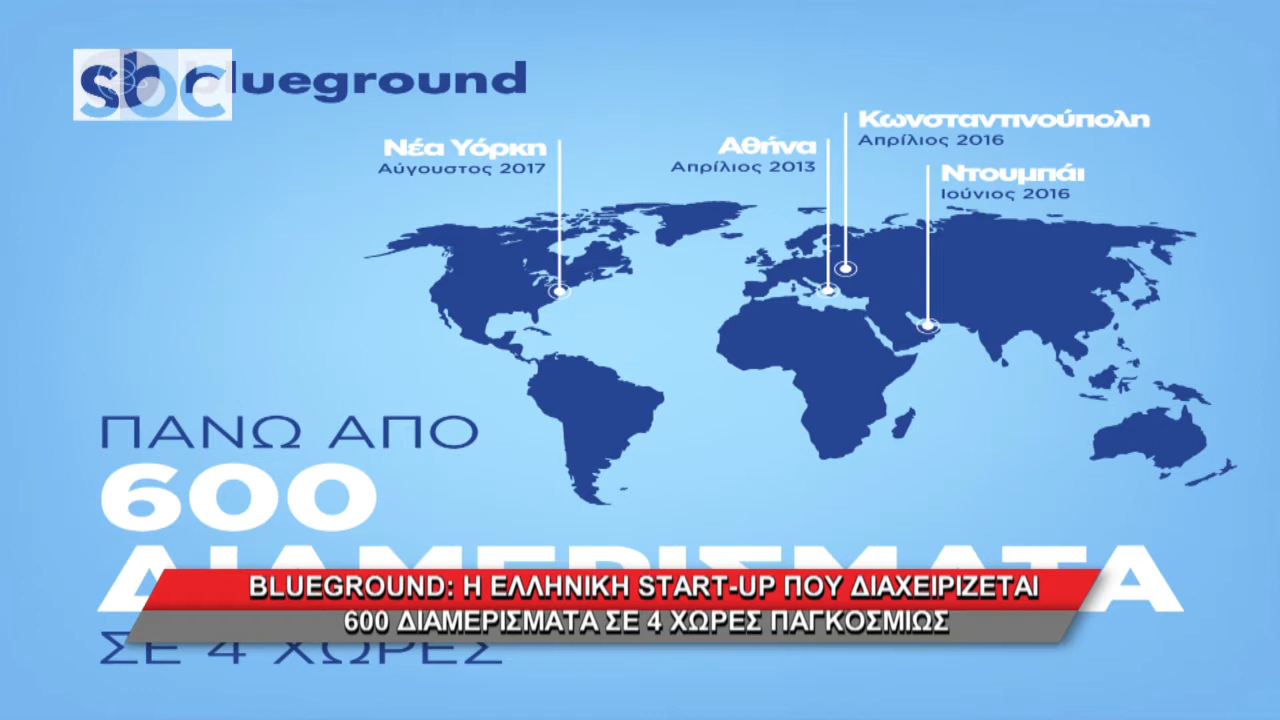 sbc
blueground
Κωνσταντινούπολη
Απρίλιος 2016
Νέα Υόρκη
Αύγουστος 2017
Αθήνα
Απρίλιος 2013
Ντουμπάι
Ιούνιος 2016
ΠΑΝΩ ΑΠΟ
600
ΔΙΑΜΕΡΙΣΜΑΤΑ
BLUEGROUND: Η ΕΛΛΗΝΙΚΗ START-UP ΠΟΥ ΔΙΑΧΕΙΡΙΖΕΤΑΙ
600 ΔΙΑΜΕΡΙΣΜΑΤΑ ΣΕ 4 ΧΩΡΕΣ ΠΑΓΚΟΣΜΙΩΣ
ΣΕ 4 ΧΩΡΕΣ